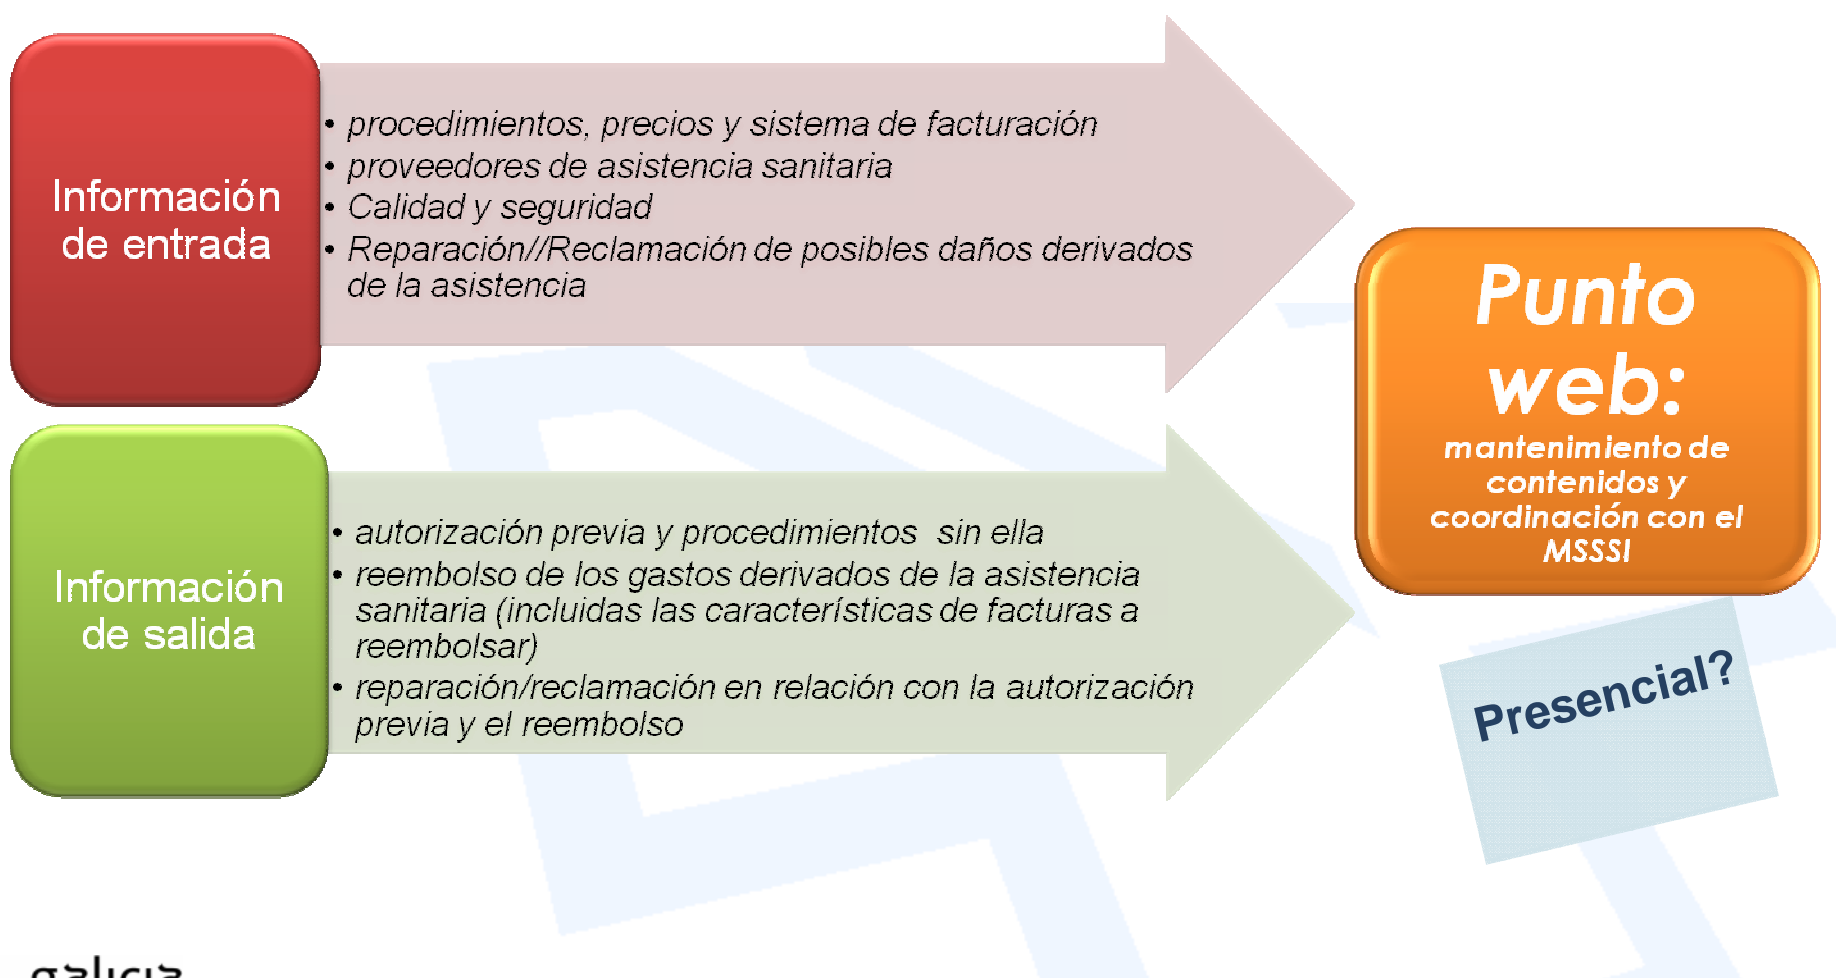 Información
de entrada
• procedimientos, precios y sistema de facturación
• proveedores de asistencia sanitaria
• Calidad y seguridad
• Reparación//Reclamación de posibles daños derivados
de la asistencia
Información
de salida
• autorización previa y procedimientos sin ella
• reembolso de los gastos derivados de la asistencia
sanitaria (incluidas las características de facturas a
reembolsar)
• reparación/reclamación en relación con la autorización
previa y el reembolso
Punto
web:
mantenimiento de
contenidos y
coordinación con el
MSSSI
Presencial?
galicia